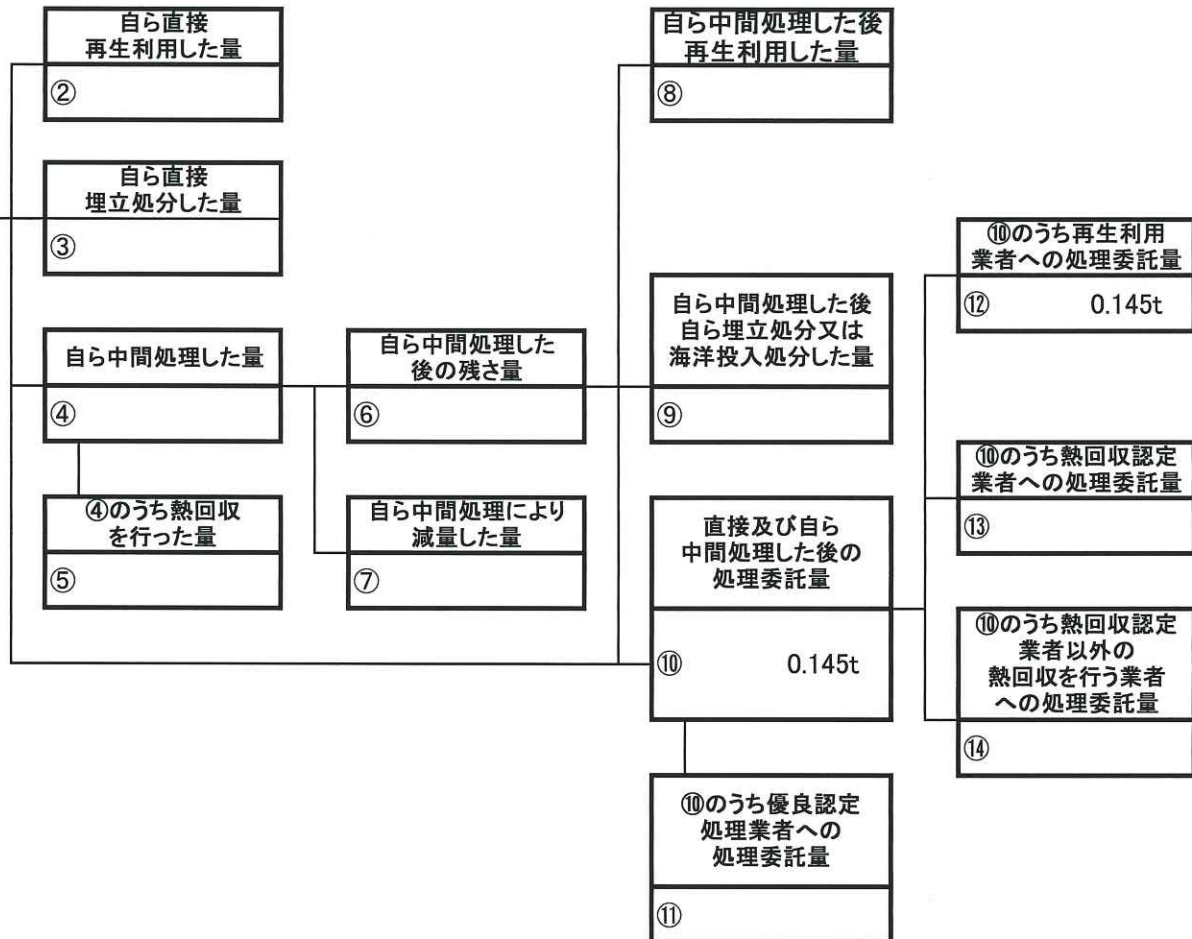 自ら直接
再生利用した量
②
自ら直接
埋立処分した量
③
自ら中間処理した量
④
④のうち熱回収
を行った量
⑤
自ら中間処理した
後の残さ量
⑥
自ら中間処理により
減量した量
⑦
自ら中間処理した後
再生利用した量
⑧
自ら中間処理した後
自ら埋立処分又は
海洋投入処分した量
⑨
直接及び自ら
中間処理した後の
処理委託量
⑩ 0.145t
⑩のうち優良認定
処理業者への
処理委託量
⑪
⑩のうち再生利用
業者への処理委託量
⑫ 0.145t
⑩のうち熱回収認定
業者への処理委託量
⑬
⑩のうち熱回収認定
業者以外の
熱回収を行う業者
への処理委託量
⑭